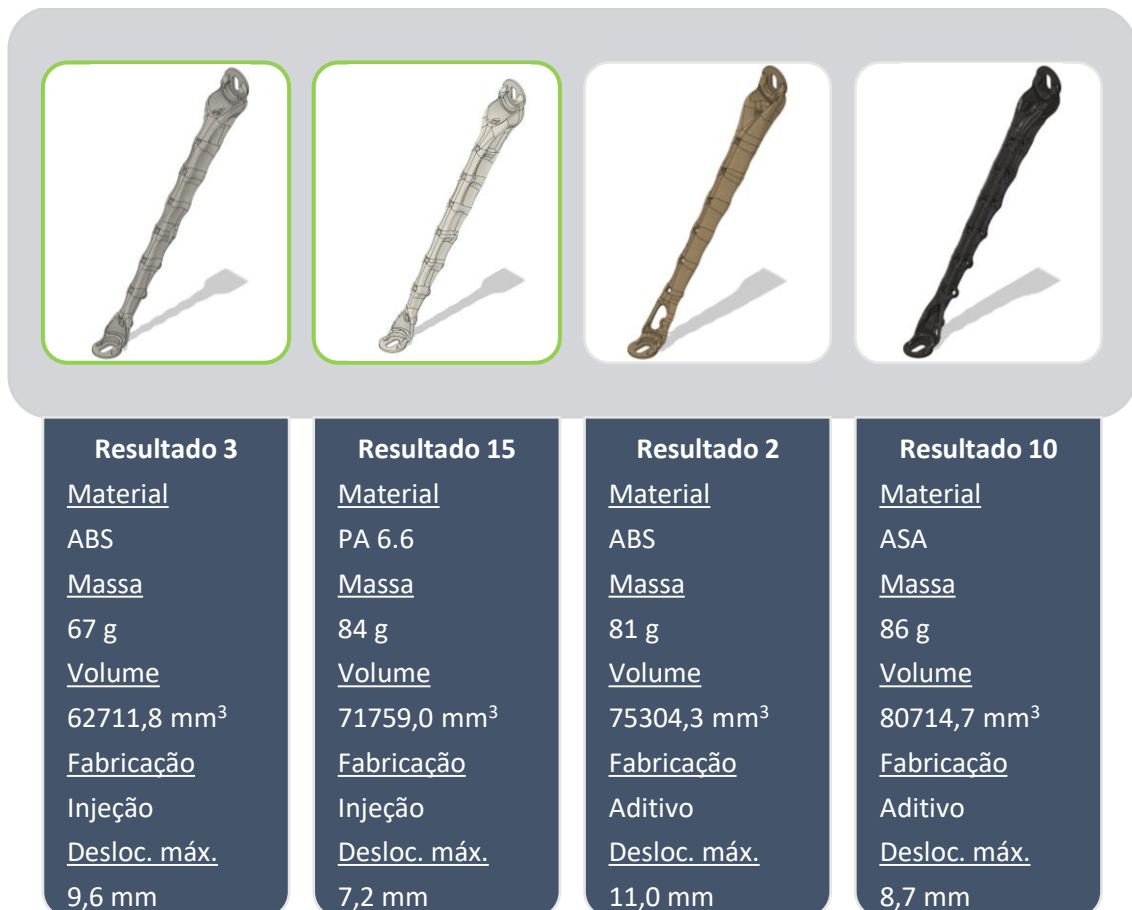 Resultado 3
Material
ABS
Massa
67 g
Volume
62711,8 mm³
Fabricação
Injeção
Desloc. máx.
9,6 mm
Resultado 15
Material
PA 6.6
Massa
84 g
Volume
71759,0 mm³
Fabricação
Injeção
Desloc. máx.
7,2 mm
Resultado 2
Material
ABS
Massa
81 g
Volume
75304,3 mm³
Fabricação
Aditivo
Desloc. máx.
11,0 mm
Resultado 10
Material
ASA
Massa
86 g
Volume
80714,7 mm³
Fabricação
Aditivo
Desloc. máx.
8,7 mm